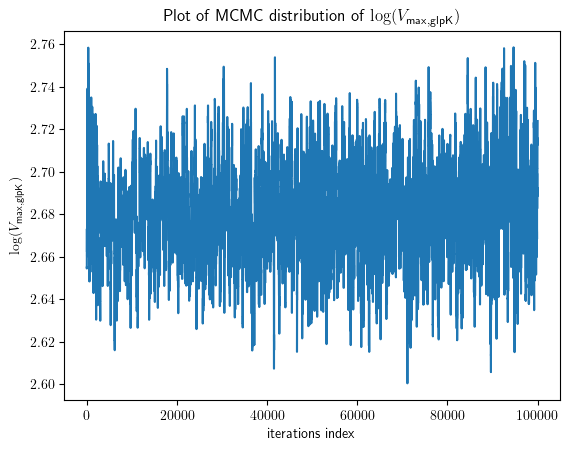 Plot of MCMC distribution of log(V_max,glpK)
2.76
2.74
2.72
2.70
2.68
2.66
2.64
2.62
2.60
log(V_max,glpK)
0 20000 40000 60000 80000 100000
iterations index